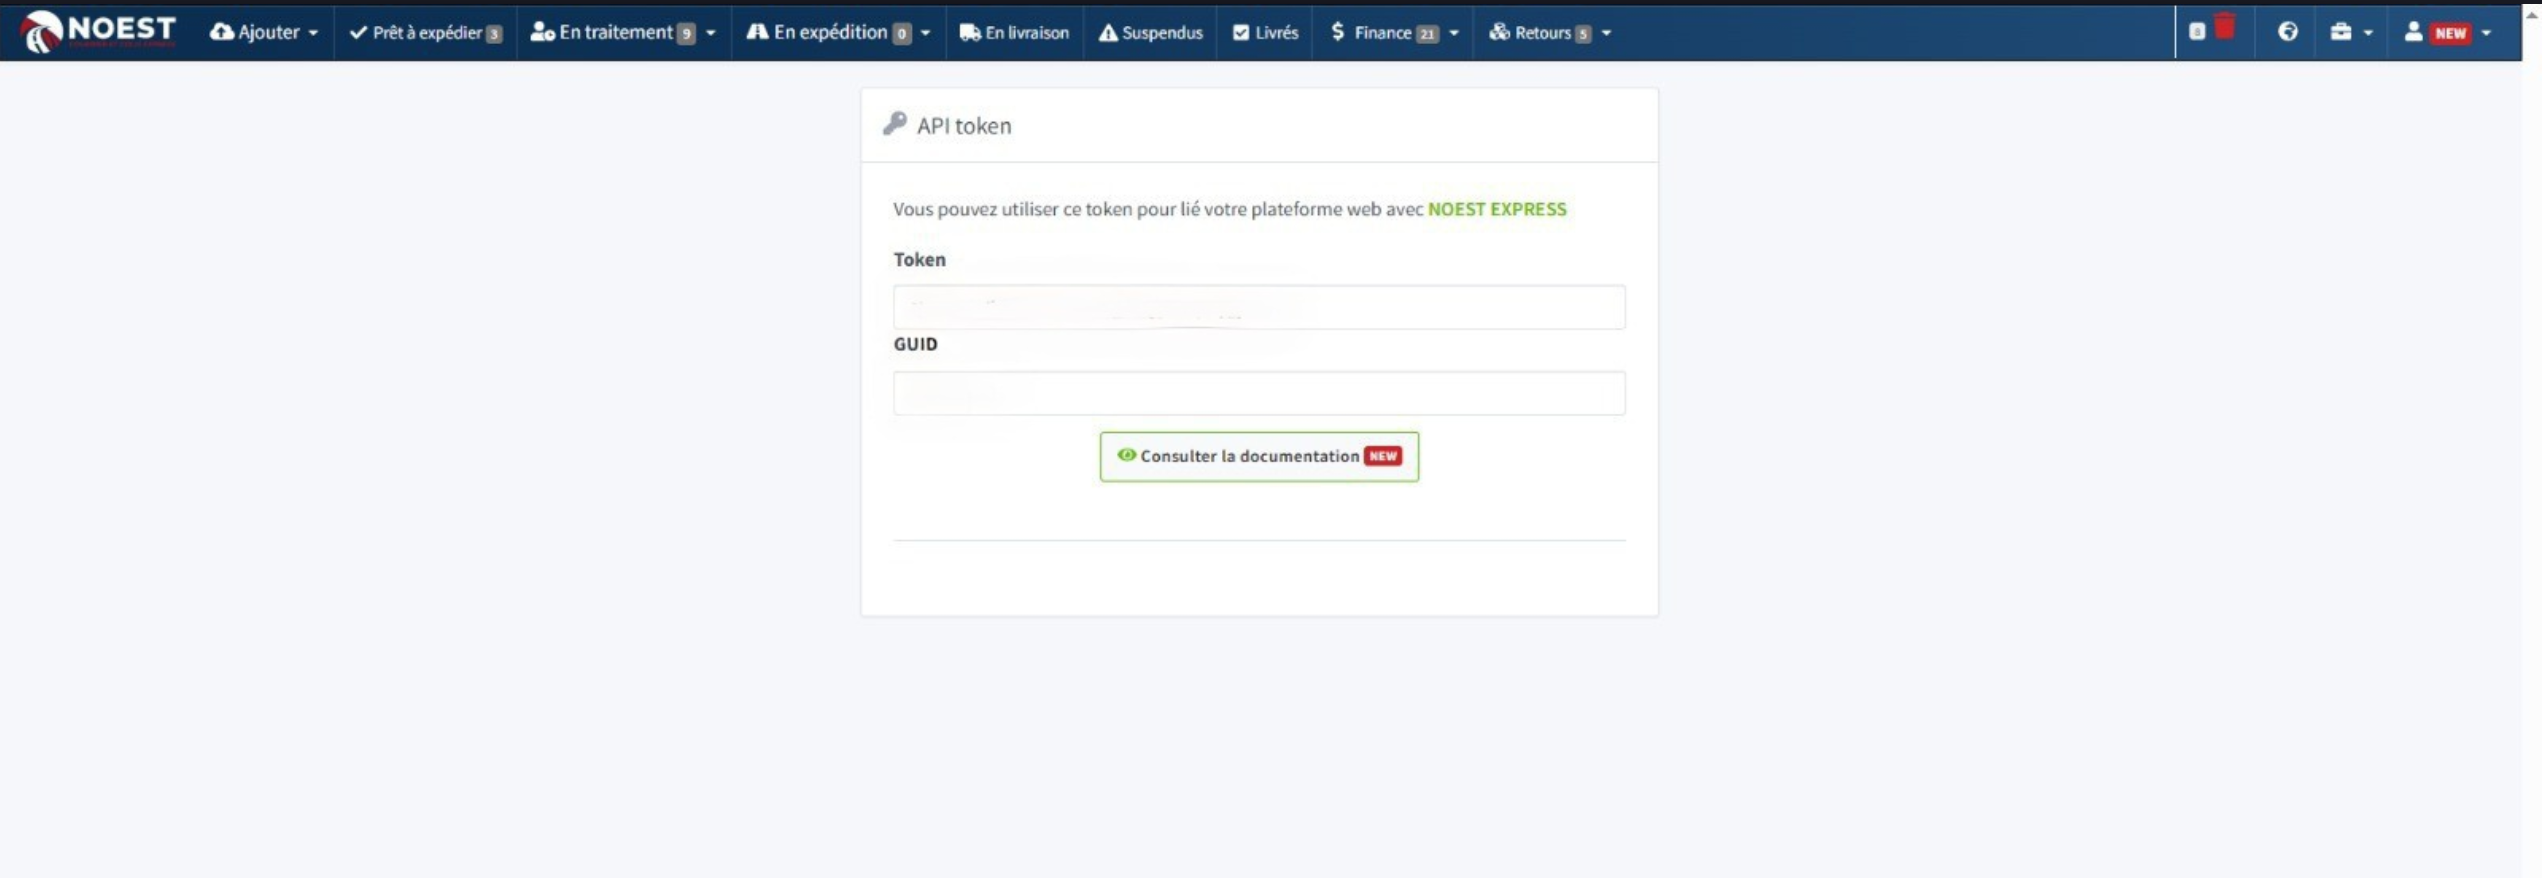 NOEST Ajouter Prêt à expédier 3 En traitement 9 En expédition 0 En livraison Suspendus Livrés Finance 21 Retours 5 NEW
API token
Vous pouvez utiliser ce token pour lié votre plateforme web avec NOEST EXPRESS
Token
GUID
Consulter la documentation NEW